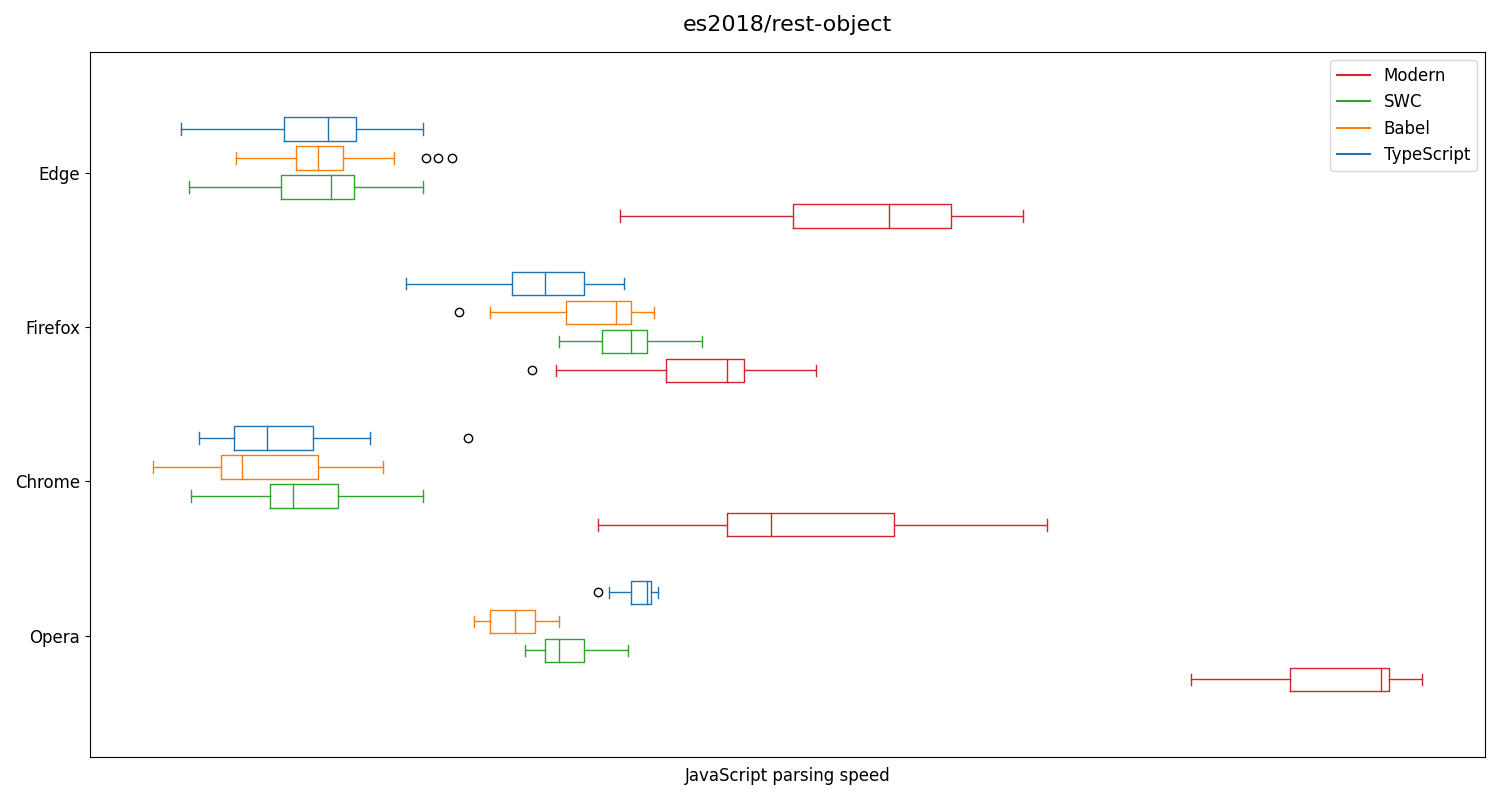 es2018/rest-object
Modern
SWC
Babel
TypeScript
Edge
Firefox
Chrome
Opera
JavaScript parsing speed